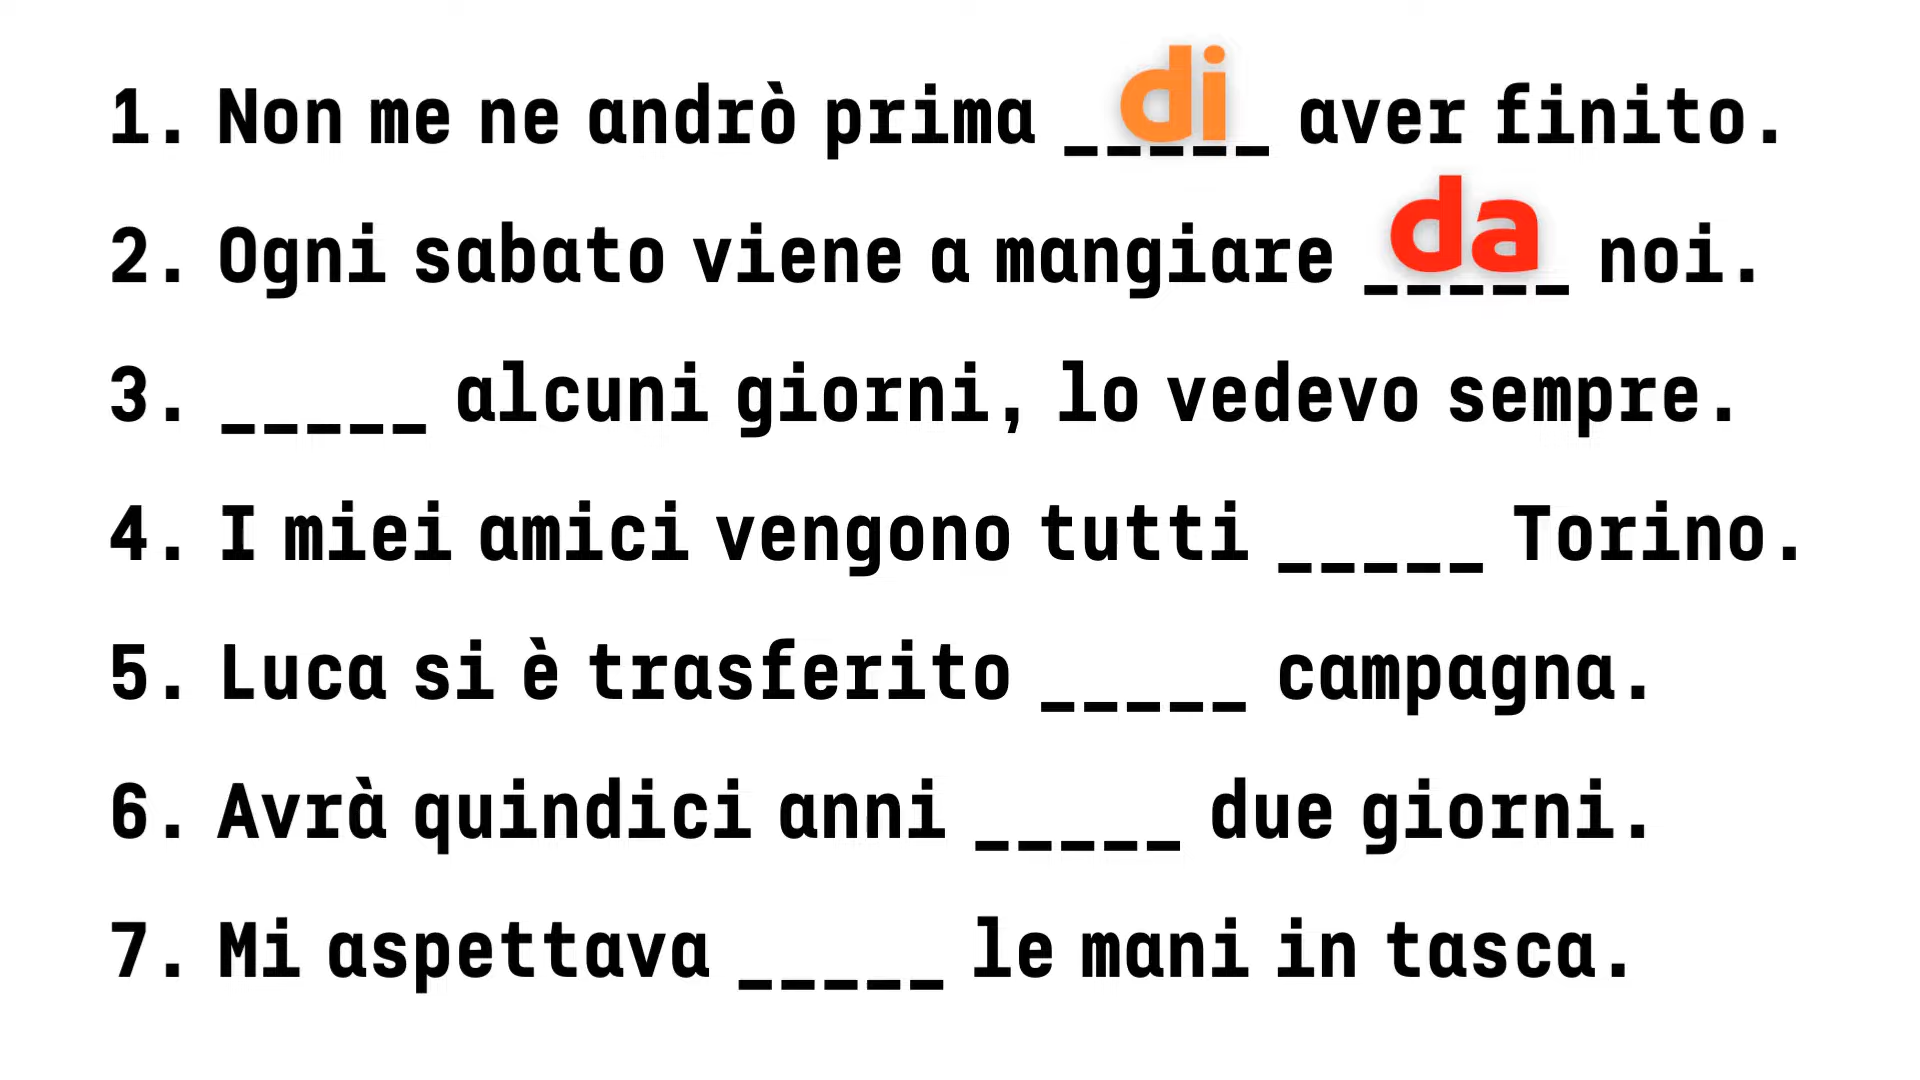 1. Non me ne andrò prima di aver finito.
2. Ogni sabato viene a mangiare da noi.
3. _____ alcuni giorni, lo vedevo sempre.
4. I miei amici vengono tutti _____ Torino.
5. Luca si è trasferito _____ campagna.
6. Avrà quindici anni _____ due giorni.
7. Mi aspettava _____ le mani in tasca.